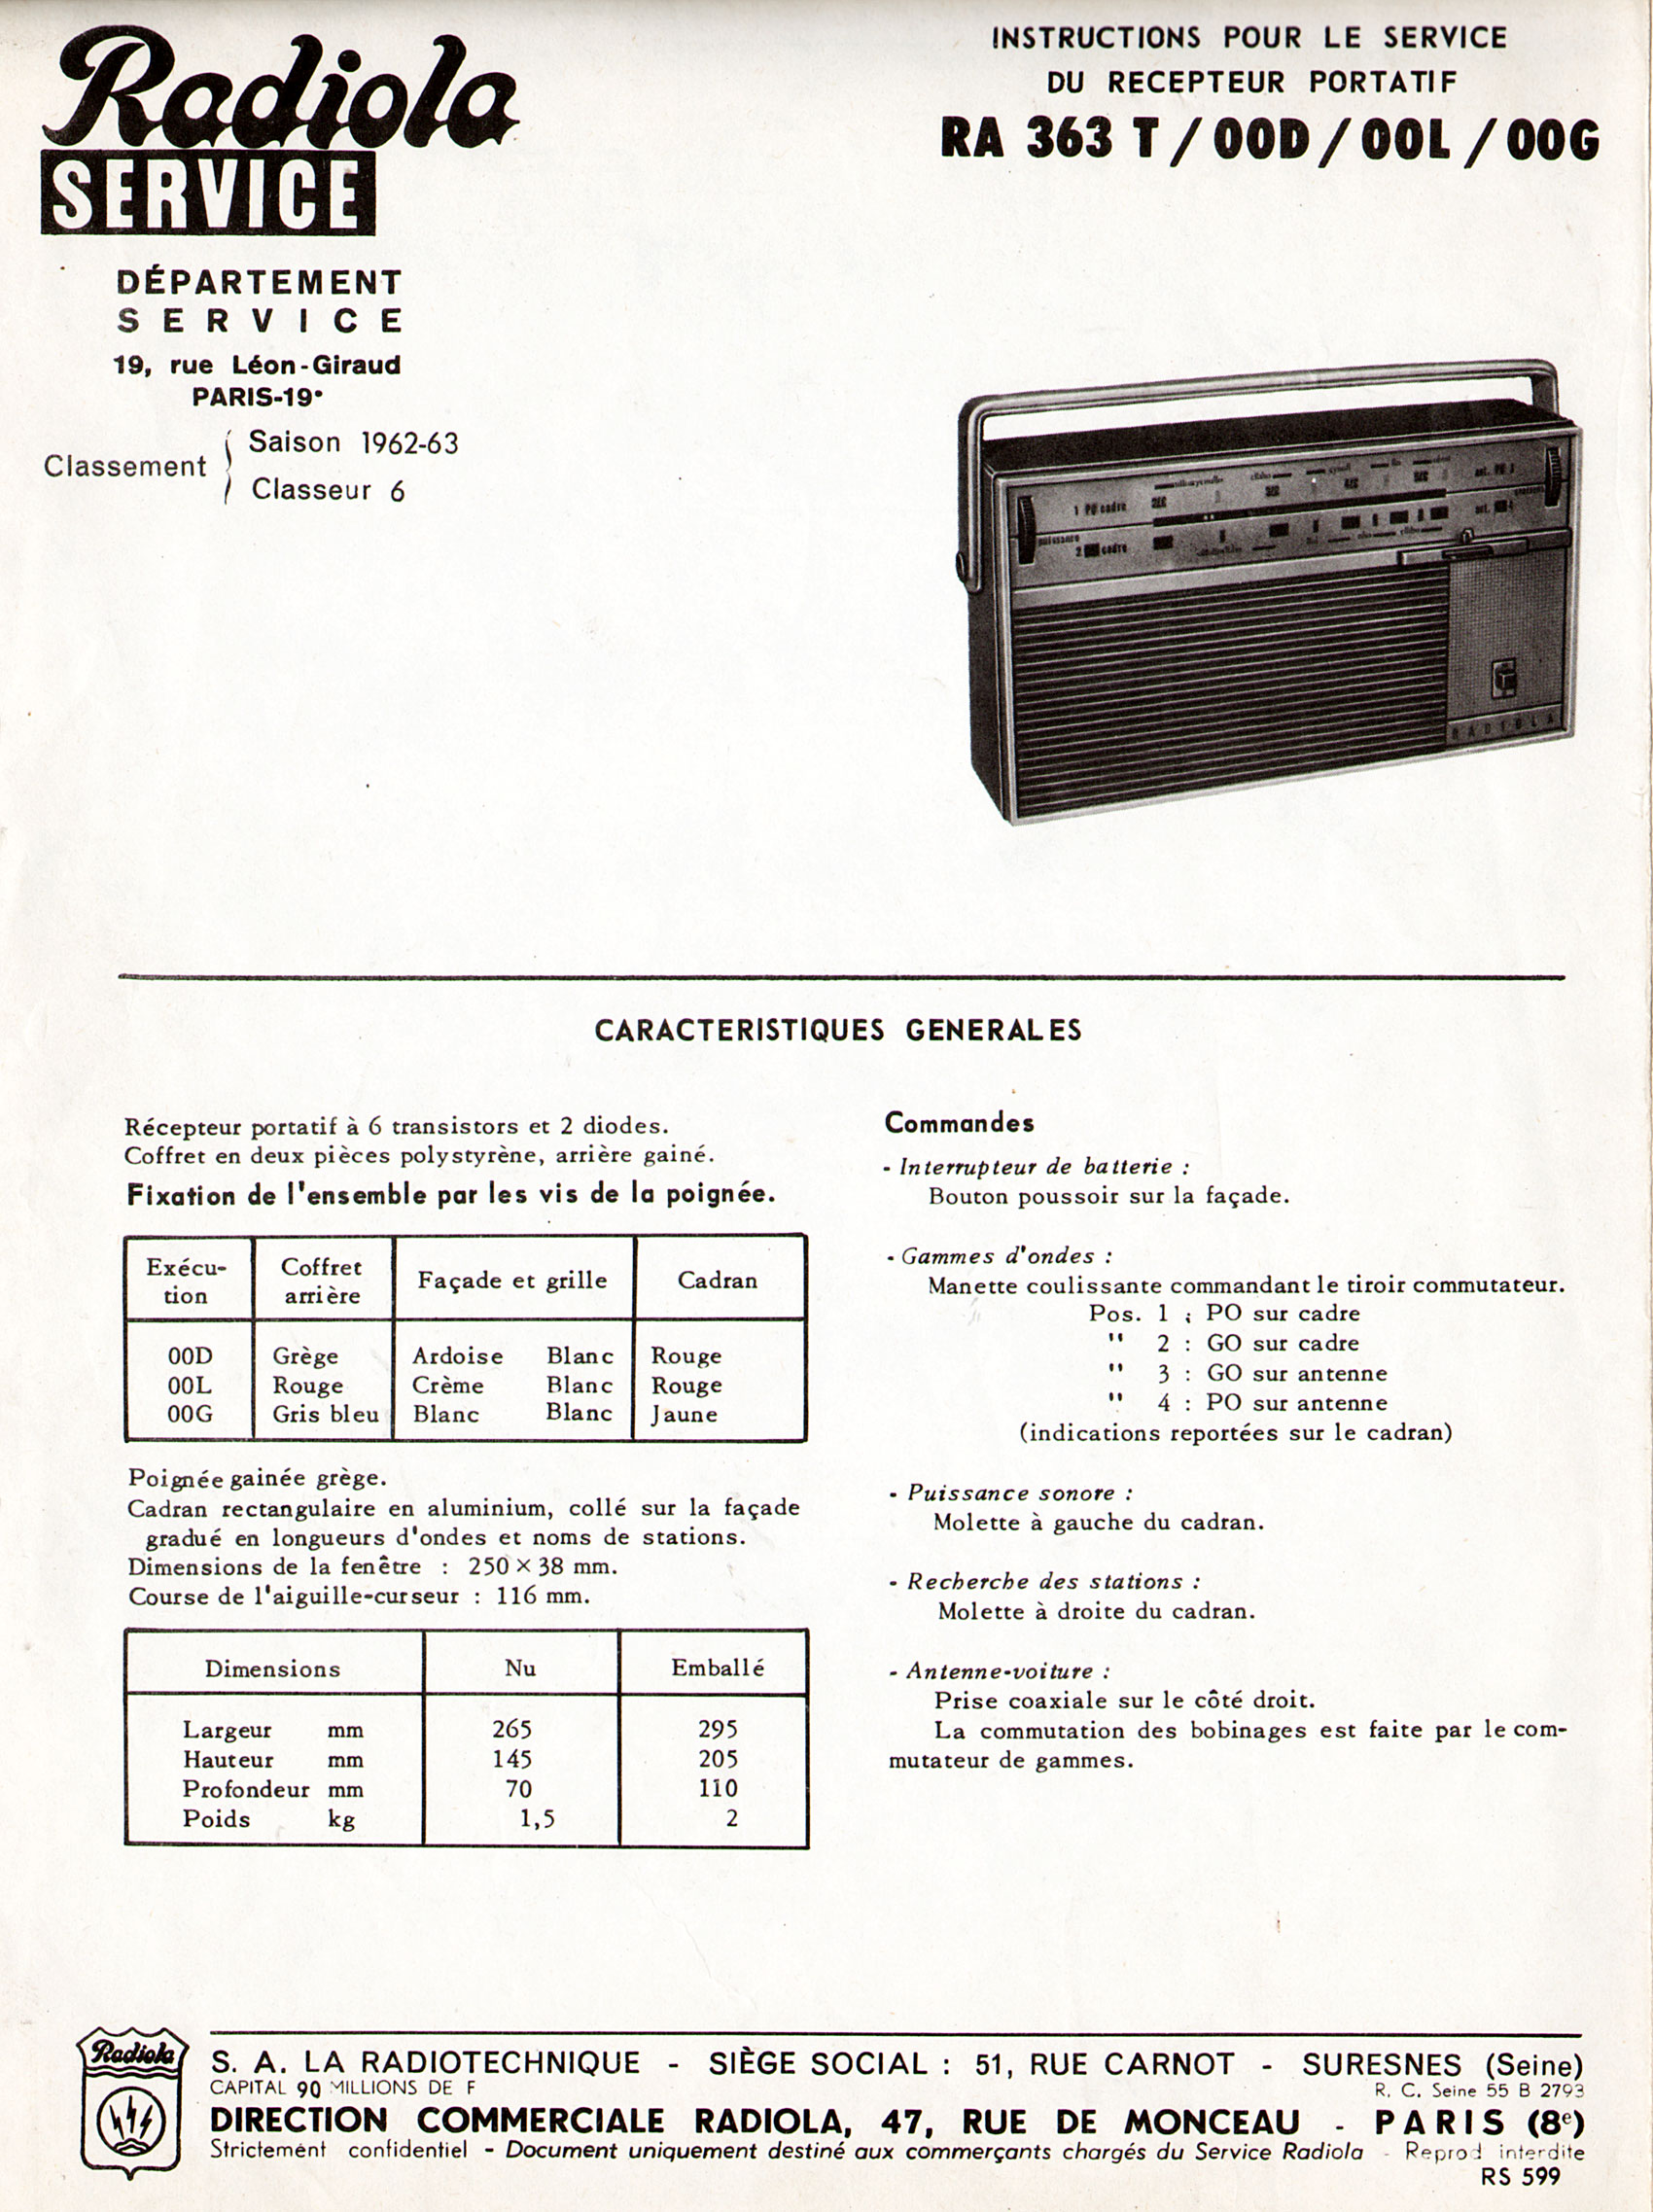 Radiola
SERVICE
DÉPARTEMENT
SERVICE
19, rue Léon-Giraud
PARIS-19e
Classement { Saison 1962-63
Classeur 6
INSTRUCTIONS POUR LE SERVICE
DU RECEPTEUR PORTATIF
RA 363 T / 00D / 00L / 00G
1 PO cadre
puissance
2 cadre
RADIOLA
CARACTERISTIQUES GENERALES
Récepteur portatif à 6 transistors et 2 diodes.
Coffret en deux pièces polystyrène, arrière gainé.
Fixation de l'ensemble par les vis de la poignée.
Exécu- Coffret Façade et grille Cadran
tion arrière
00D Grège Ardoise Blanc Rouge
00L Rouge Crème Blanc Rouge
00G Gris bleu Blanc Blanc Jaune
Poignée gainée grège.
Cadran rectangulaire en aluminium, collé sur la façade
gradué en longueurs d'ondes et noms de stations.
Dimensions de la fenêtre : 250 × 38 mm.
Course de l'aiguille-curseur : 116 mm.
Dimensions Nu Emballé
Largeur mm 265 295
Hauteur mm 145 205
Profondeur mm 70 110
Poids kg 1,5 2
Commandes
- Interrupteur de batterie :
Bouton poussoir sur la façade.
- Gammes d'ondes :
Manette coulissante commandant le tiroir commutateur.
Pos. 1 ; PO sur cadre
" 2 : GO sur cadre
" 3 : GO sur antenne
" 4 : PO sur antenne
(indications reportées sur le cadran)
- Puissance sonore :
Molette à gauche du cadran.
- Recherche des stations :
Molette à droite du cadran.
- Antenne-voiture :
Prise coaxiale sur le côté droit.
La commutation des bobinages est faite par le com-
mutateur de gammes.
Radiola
S. A. LA RADIOTECHNIQUE - SIÈGE SOCIAL : 51, RUE CARNOT - SURESNES (Seine)
CAPITAL 90 MILLIONS DE F R. C. Seine 55 B 2793
DIRECTION COMMERCIALE RADIOLA, 47, RUE DE MONCEAU - PARIS (8e)
Strictement confidentiel - Document uniquement destiné aux commerçants chargés du Service Radiola - Reprod interdite
RS 599